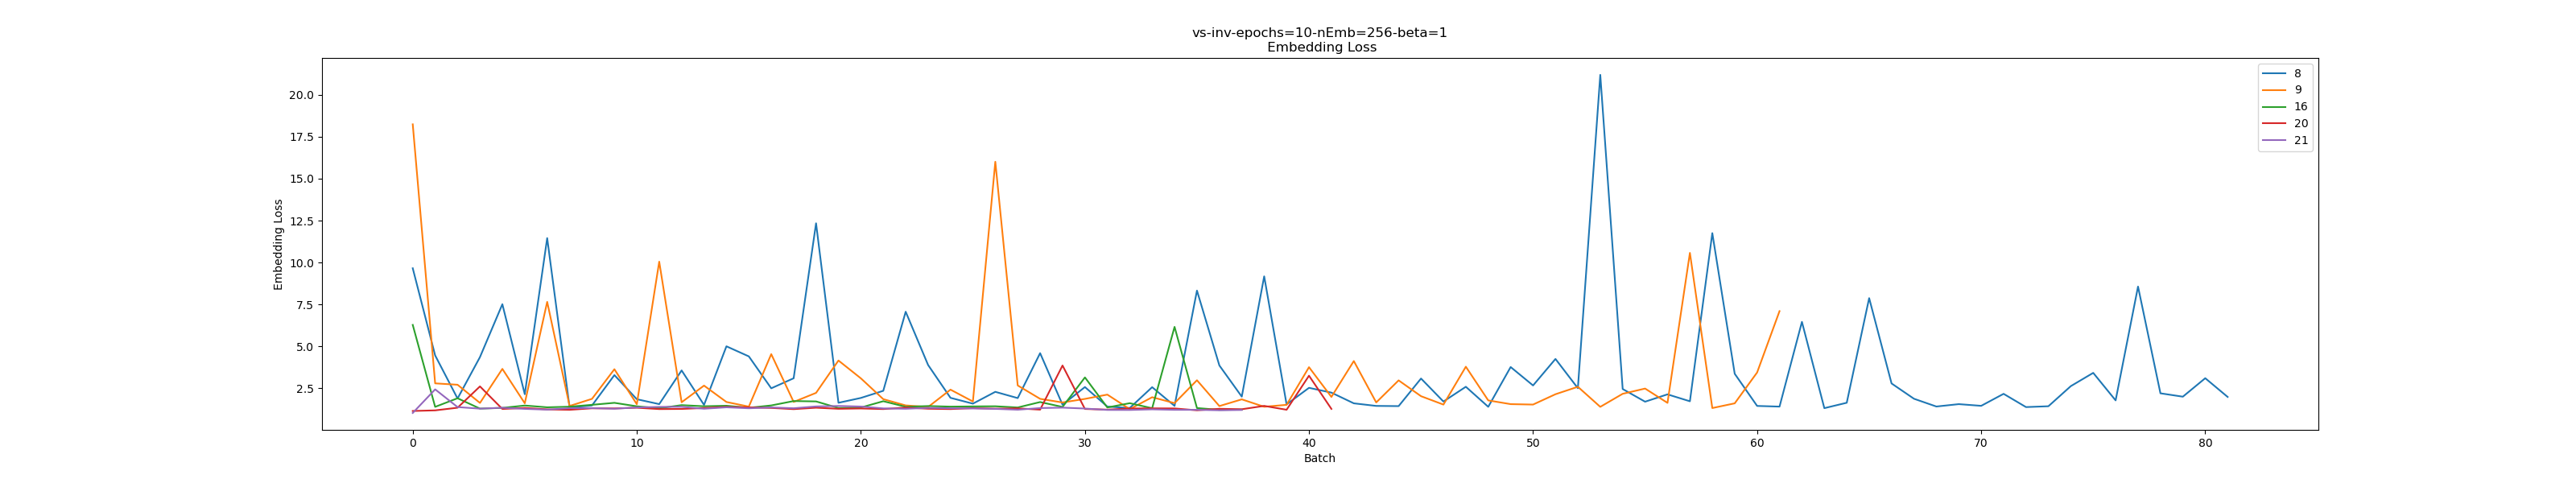 vs-inv-epochs=10-nEmb=256-beta=1
Embedding Loss
20.0
17.5
15.0
12.5
10.0
7.5
5.0
2.5
Embedding Loss
8
9
16
20
21
0 10 20 30 40 50 60 70 80
Batch